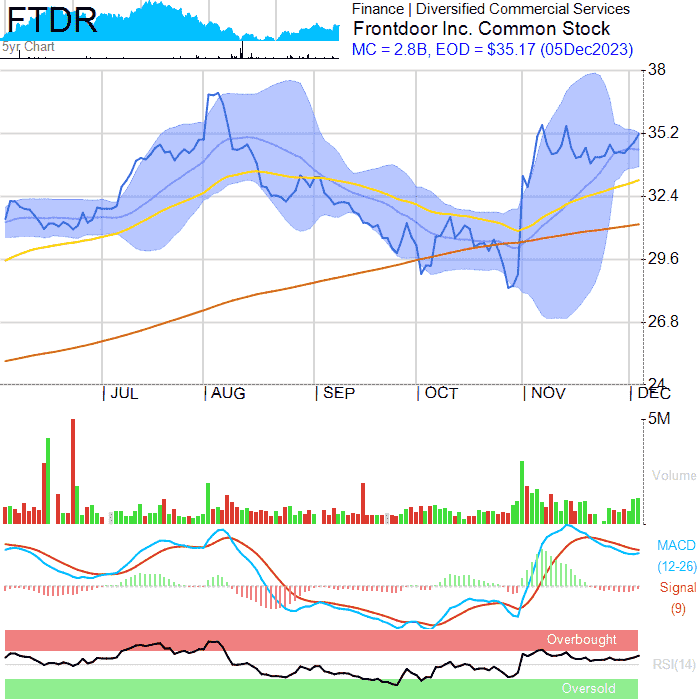 FTDR
5yr Chart
Finance | Diversified Commercial Services
Frontdoor Inc. Common Stock
MC = 2.8B, EOD = $35.17 (05Dec2023)
38
35.2
32.4
29.6
26.8
24
JUL AUG SEP OCT NOV DEC
5M
Volume
MACD
(12-26)
Signal
(9)
Overbought
RSI(14)
Oversold